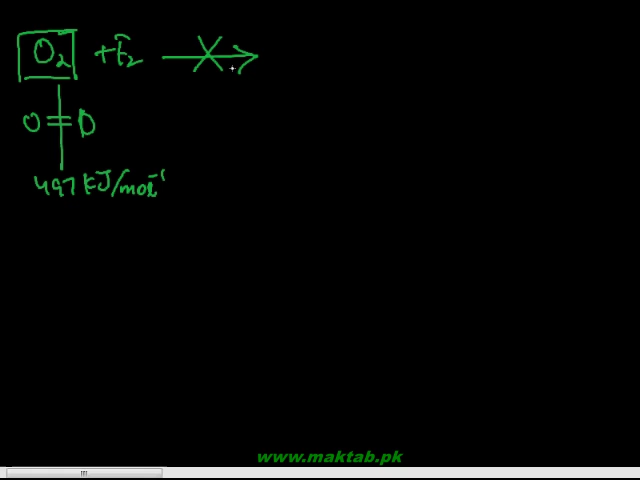 O₂ + F₂
O = O
497 kJ/mol⁻¹
www.maktab.pk